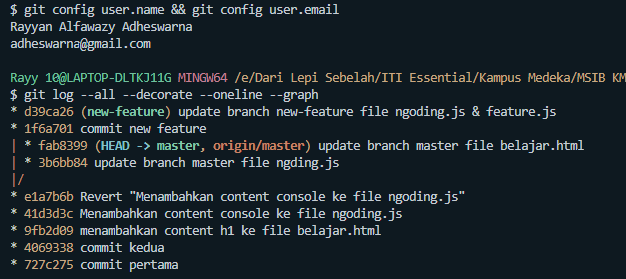 $ git config user.name && git config user.email
Rayyan Alfawazy Adheswarna
adheswarna@gmail.com
Rayy 10@LAPTOP-DLTKJ11G MINGW64 /e/Dari Lepi Sebelah/ITI Essential/Kampus Medeka/MSIB KM
$ git log --all --decorate --oneline --graph
* d39ca26 (new-feature) update branch new-feature file ngoding.js & feature.js
* 1f6a701 commit new feature
| * fab8399 (HEAD -> master, origin/master) update branch master file belajar.html
| * 3b6bb84 update branch master file ngding.js
|/
* e1a7b6b Revert "Menambahkan content console ke file ngoding.js"
* 41d3d3c Menambahkan content console ke file ngoding.js
* 9fb2d09 menambahkan content h1 ke file belajar.html
* 4069338 commit kedua
* 727c275 commit pertama